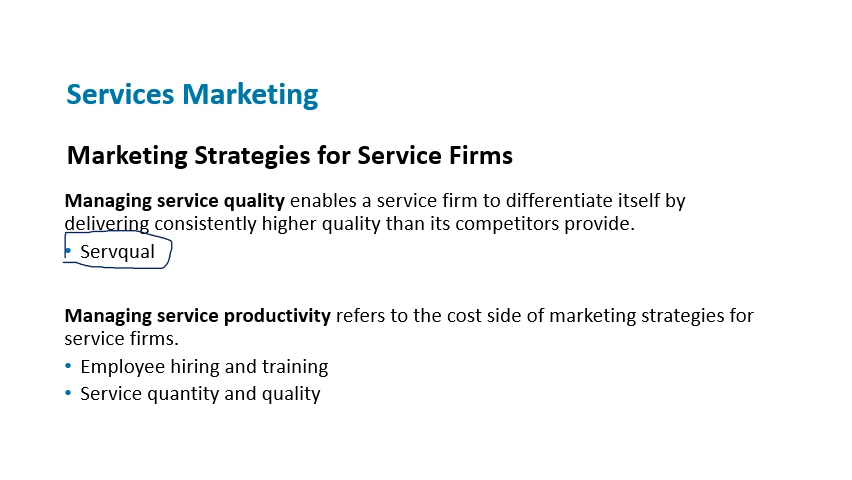 Services Marketing
Marketing Strategies for Service Firms
Managing service quality enables a service firm to differentiate itself by
delivering consistently higher quality than its competitors provide.
• Servqual
Managing service productivity refers to the cost side of marketing strategies for
service firms.
• Employee hiring and training
• Service quantity and quality